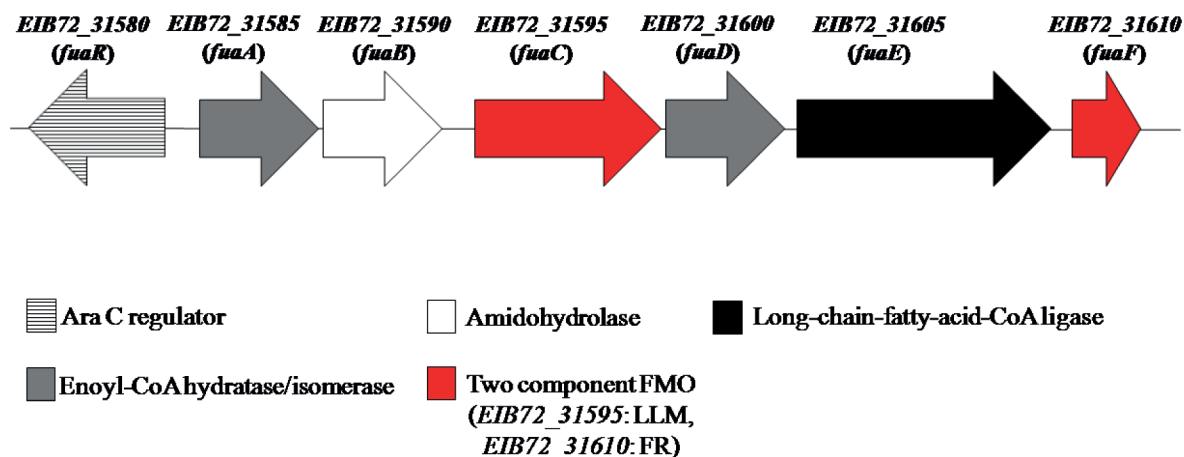 EIB72_31580 EIB72_31585 EIB72_31590 EIB72_31595 EIB72_31600 EIB72_31605 EIB72_31610
(fuaR) (fuaA) (fuaB) (fuaC) (fuaD) (fuaE) (fuaF)
Ara C regulator
Amidohydrolase
Long-chain-fatty-acid-CoA ligase
Enoyl-CoA hydratase/isomerase
Two component FMO
(EIB72_31595: LLM,
EIB72_31610: FR)